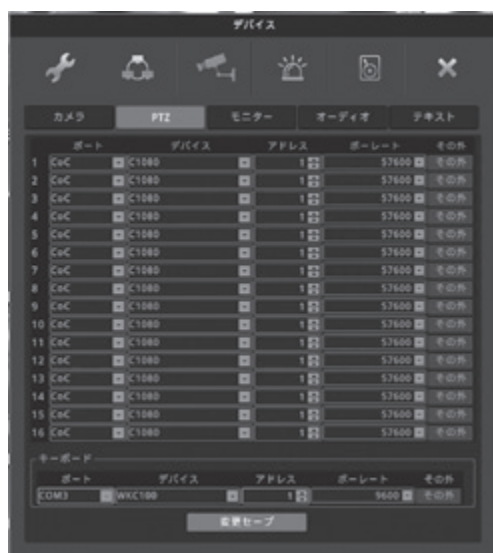 デバイス
カメラ PTZ モニター オーディオ テキスト
ポート デバイス アドレス ボーレート その外
1 CoC C1080 1 57600 その外
2 CoC C1080 1 57600 その外
3 CoC C1080 1 57600 その外
4 CoC C1080 1 57600 その外
5 CoC C1080 1 57600 その外
6 CoC C1080 1 57600 その外
7 CoC C1080 1 57600 その外
8 CoC C1080 1 57600 その外
9 CoC C1080 1 57600 その外
10 CoC C1080 1 57600 その外
11 CoC C1080 1 57600 その外
12 CoC C1080 1 57600 その外
13 CoC C1080 1 57600 その外
14 CoC C1080 1 57600 その外
15 CoC C1080 1 57600 その外
16 CoC C1080 1 57600 その外
キーボード
ポート デバイス アドレス ボーレート その外
COM3 WKC100 1 9600 その外
変更セーブ